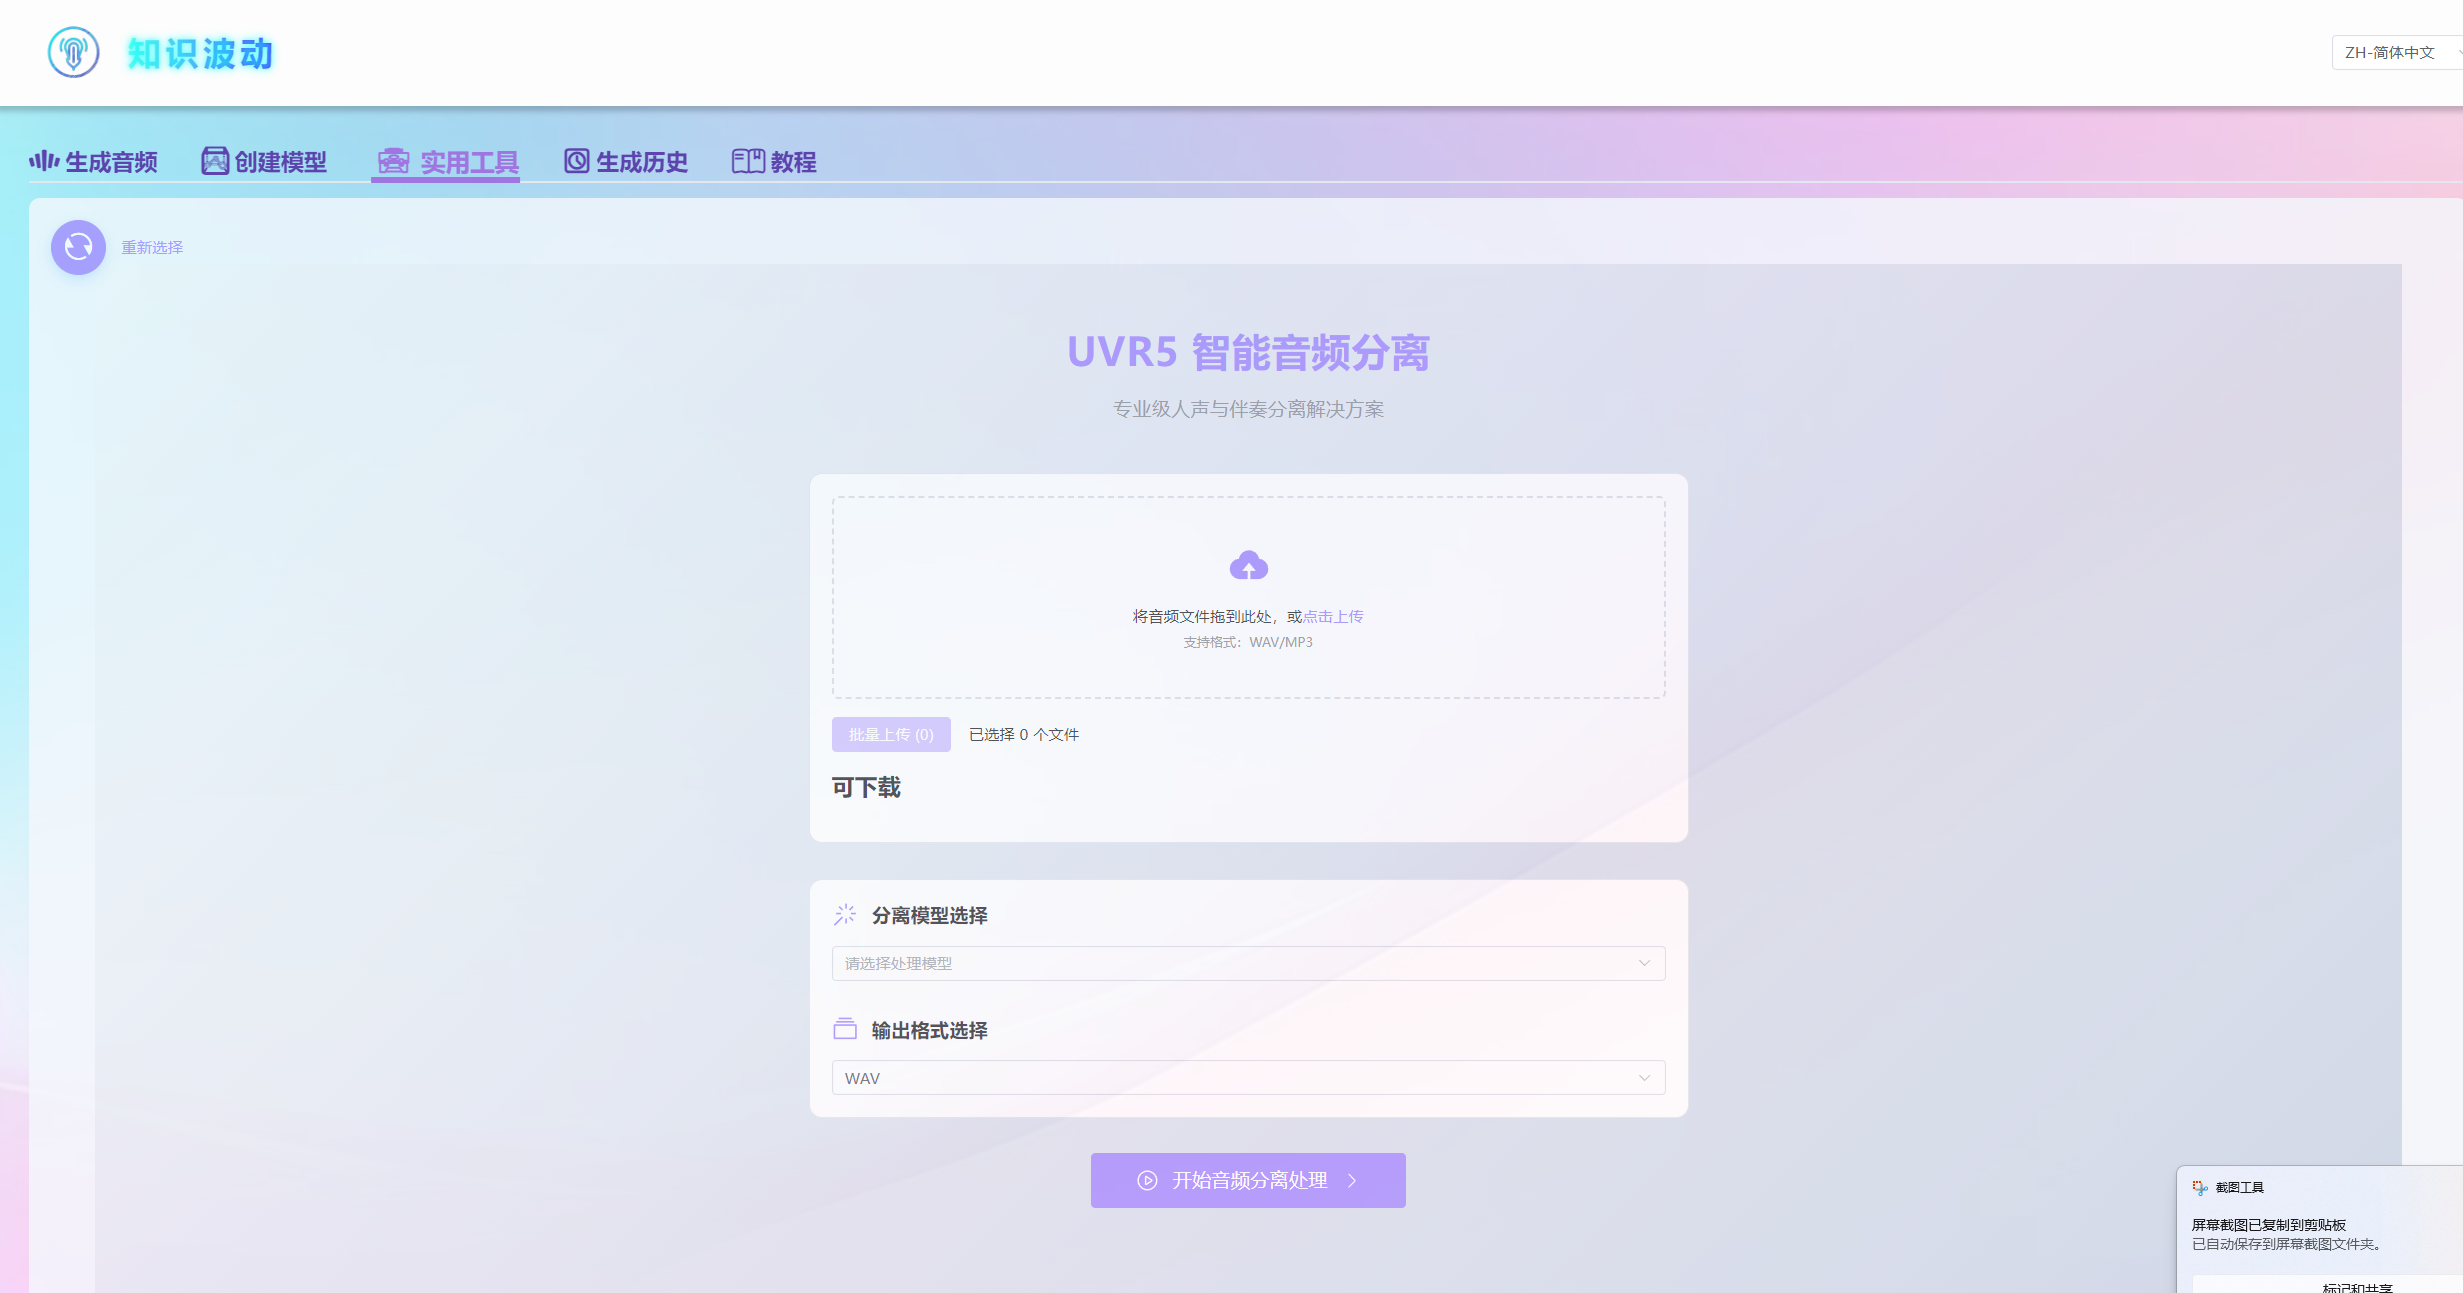 知识波动
ZH-简体中文
生成音频
创建模型
实用工具
生成历史
教程
重新选择
UVR5 智能音频分离
专业级人声与伴奏分离解决方案
将音频文件拖到此处，或点击上传
支持格式：WAV/MP3
批量上传 (0)
已选择 0 个文件
可下载
分离模型选择
请选择处理模型
输出格式选择
WAV
开始音频分离处理
截图工具
屏幕截图已复制到剪贴板
已自动保存到屏幕截图文件夹。
标记和共享